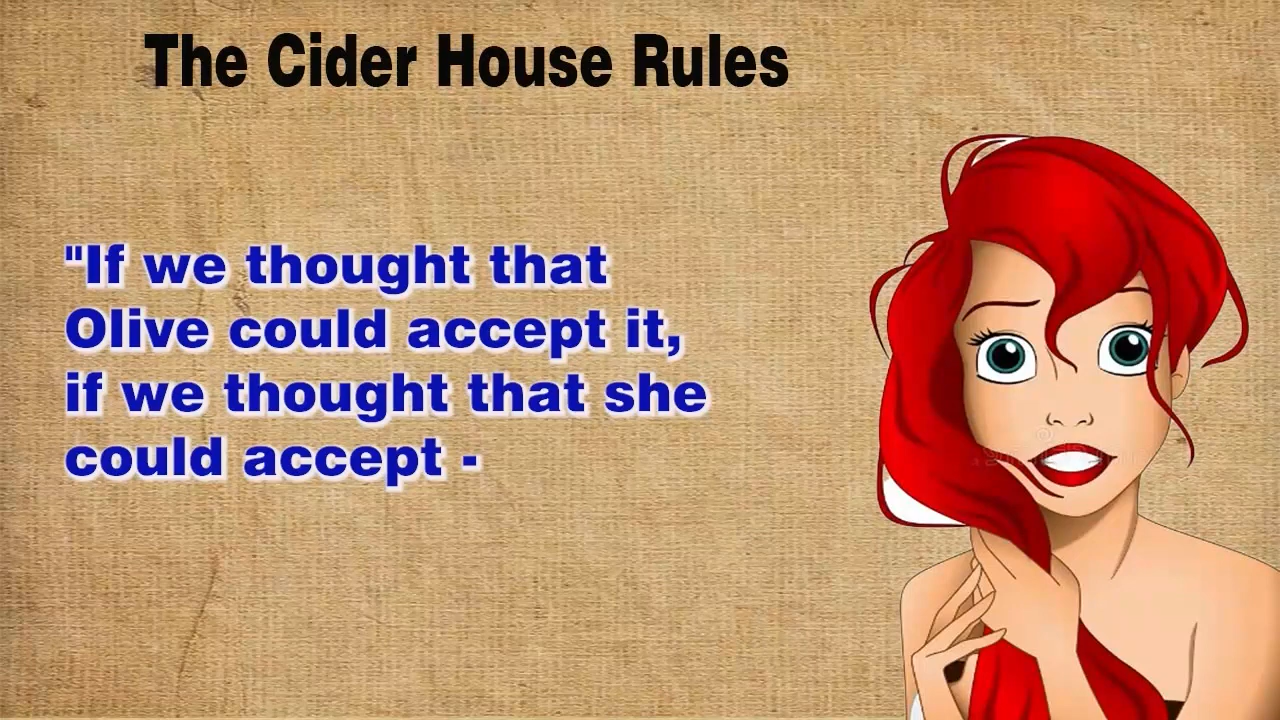 The Cider House Rules
"If we thought that
Olive could accept it,
if we thought that she
could accept -